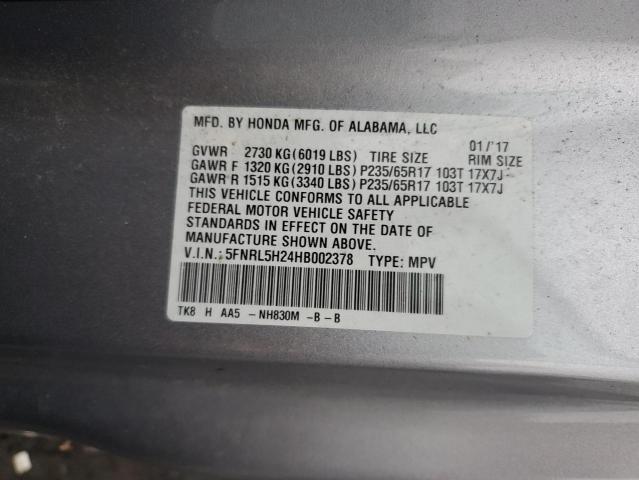 MFD. BY HONDA MFG. OF ALABAMA, LLC 01/'17
GVWR 2730 KG(6019 LBS) TIRE SIZE RIM SIZE
GAWR F 1320 KG(2910 LBS)P235/65R17 103T 17X7J
GAWR R 1515 KG(3340 LBS)P235/65R17 103T 17X7J
THIS VEHICLE CONFORMS TO ALL APPLICABLE
FEDERAL MOTOR VEHICLE SAFETY
STANDARDS IN EFFECT ON THE DATE OF
MANUFACTURE SHOWN ABOVE.
V.I.N.:5FNRL5H24HB002378 TYPE: MPV
TK8 H AA5 -NH830M -B-B